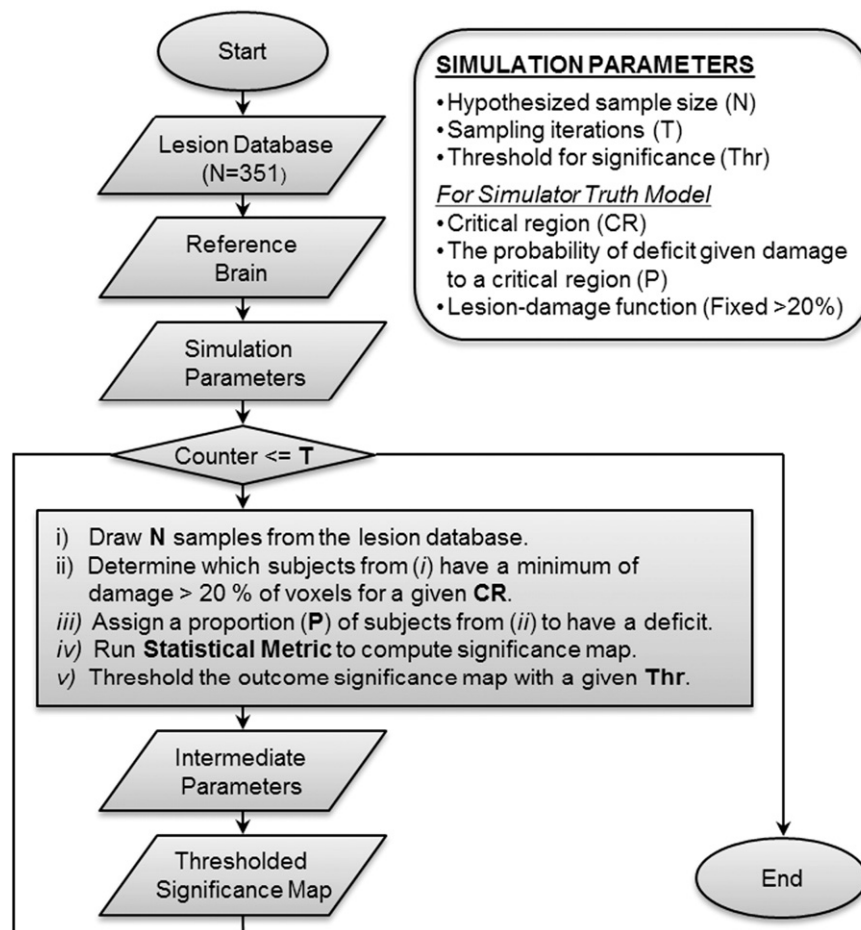 Start
Lesion Database
(N=351)
Reference
Brain
Simulation
Parameters
SIMULATION PARAMETERS
•Hypothesized sample size (N)
•Sampling iterations (T)
•Threshold for significance (Thr)
For Simulator Truth Model
•Critical region (CR)
•The probability of deficit given damage
to a critical region (P)
•Lesion-damage function (Fixed >20%)
Counter <= T
i) Draw N samples from the lesion database.
ii) Determine which subjects from (i) have a minimum of
damage > 20 % of voxels for a given CR.
iii) Assign a proportion (P) of subjects from (ii) to have a deficit.
iv) Run Statistical Metric to compute significance map.
v) Threshold the outcome significance map with a given Thr.
Intermediate
Parameters
Thresholded
Significance Map
End